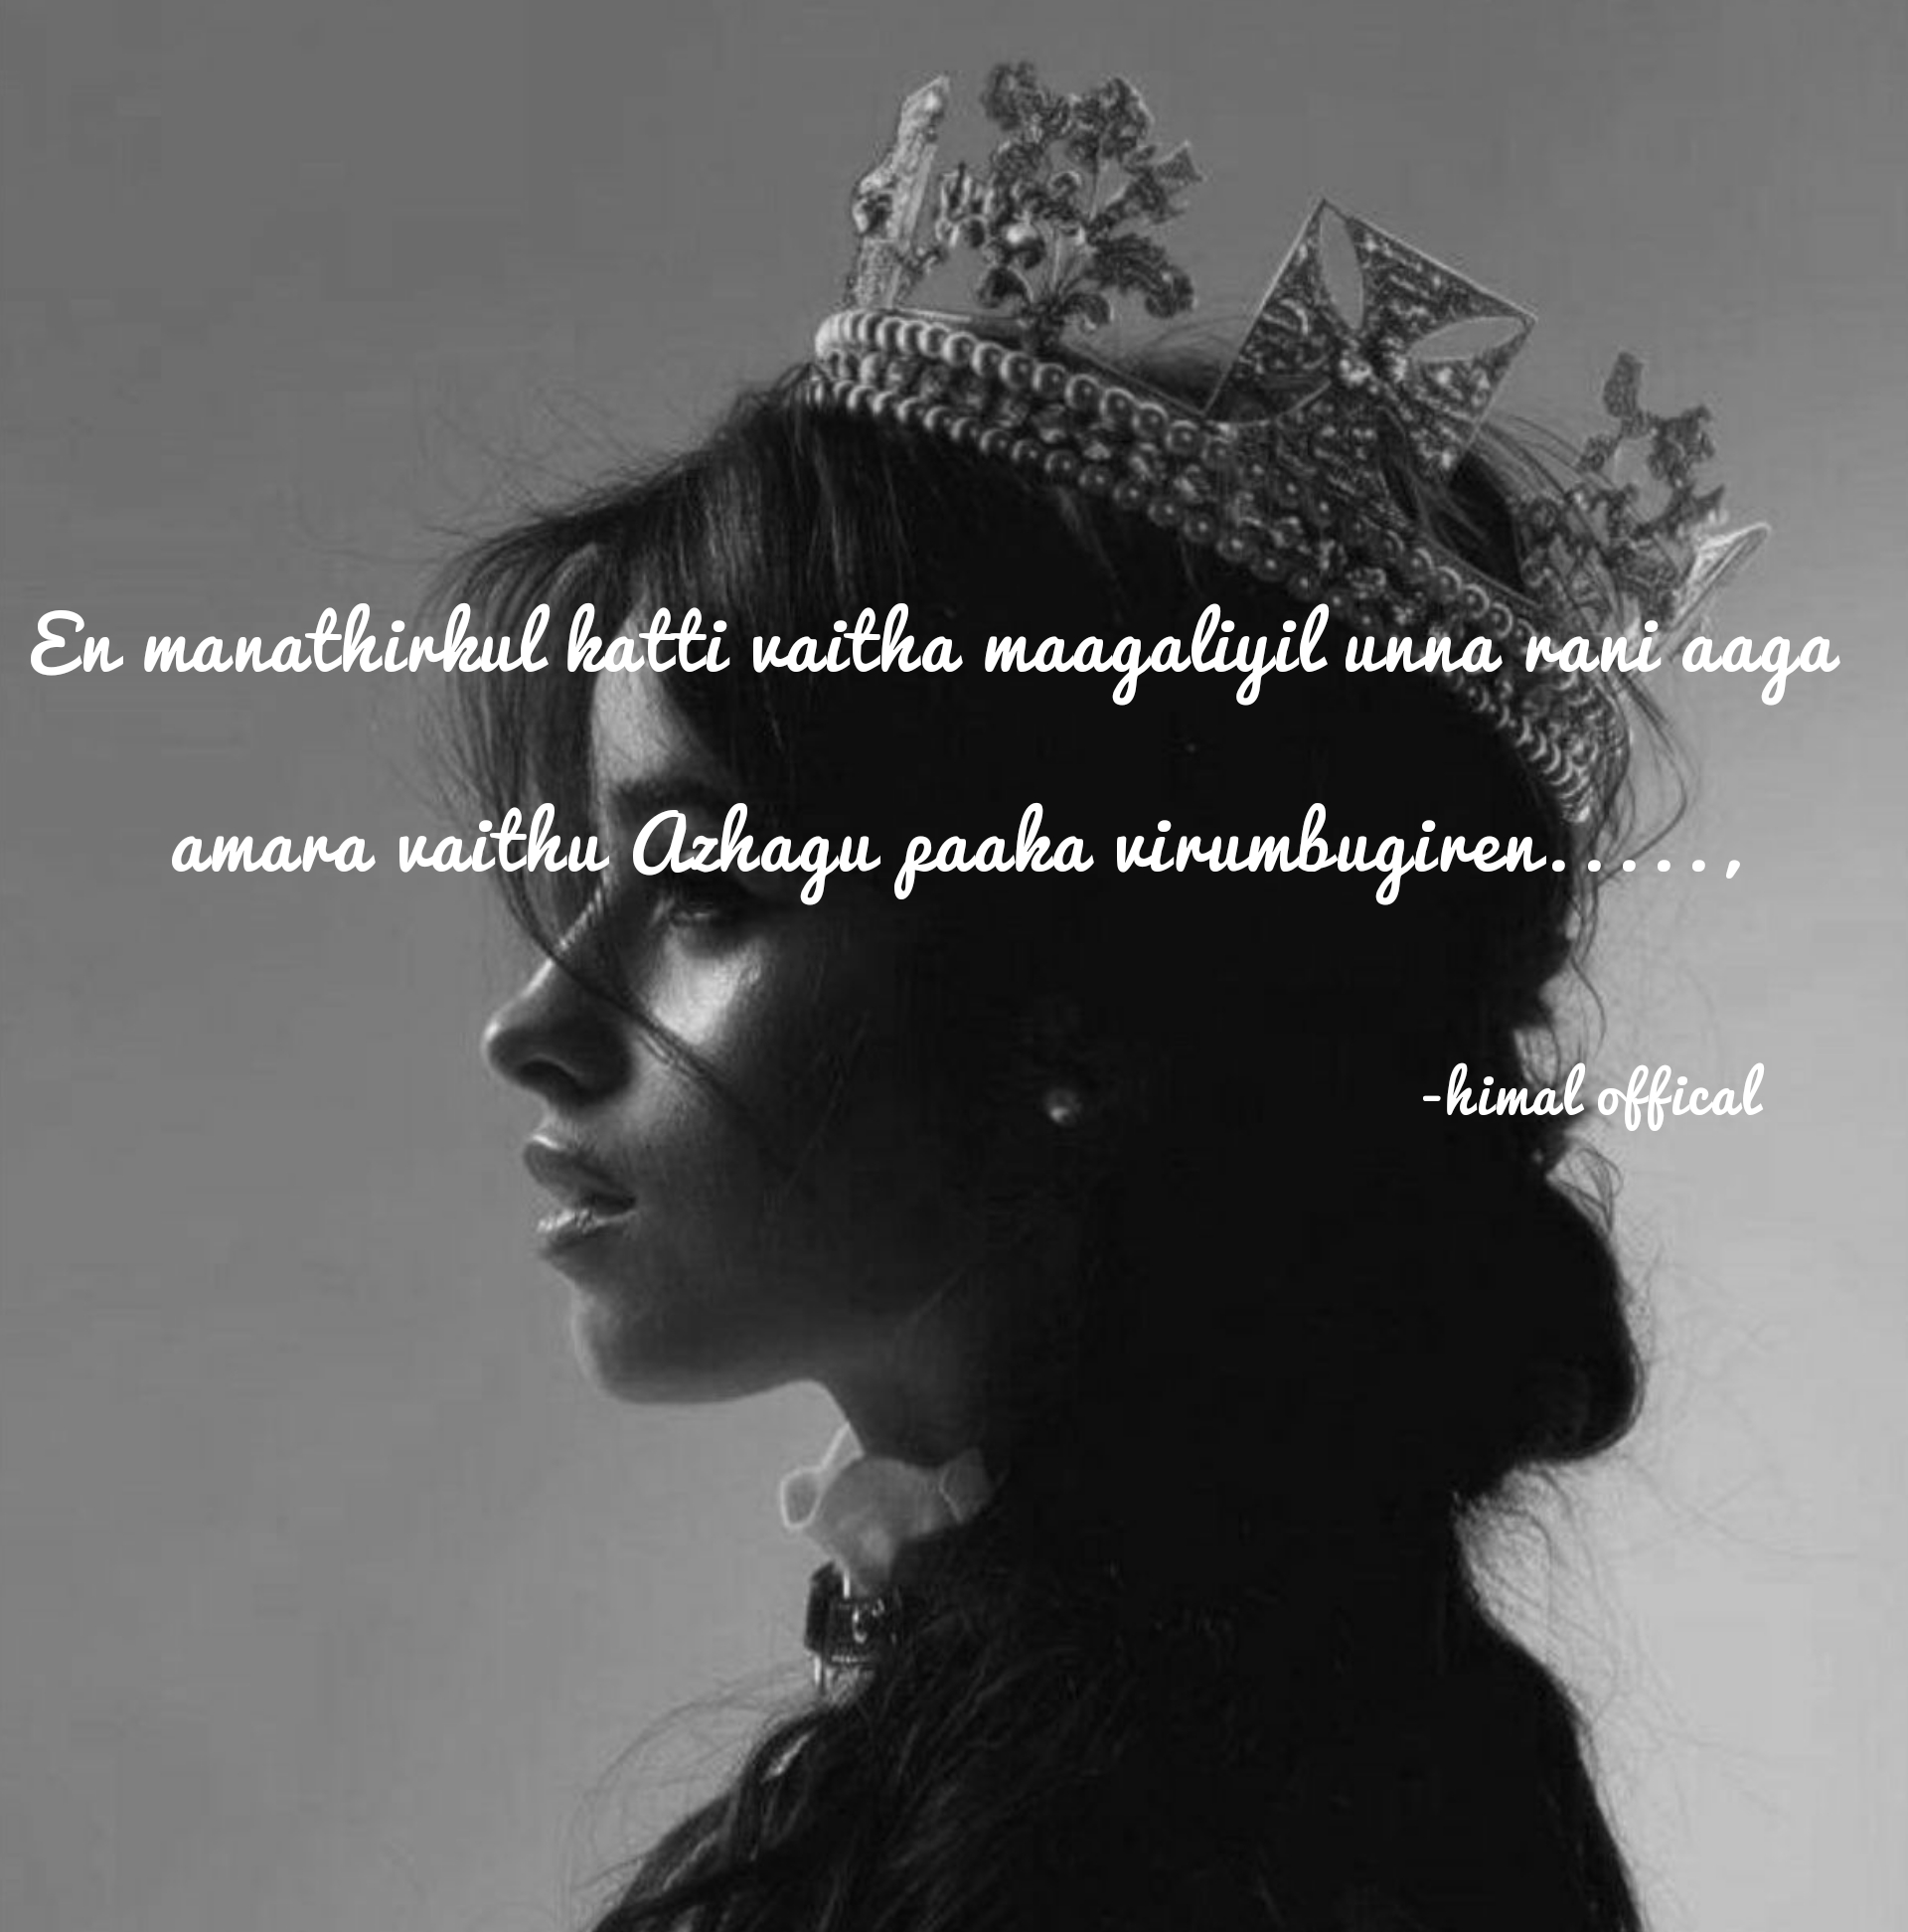 En manathirkul katti vaitha maagaliyil unna rani aaga
amara vaithu Azhagu paaka virumbugiren.....,
-himal offical